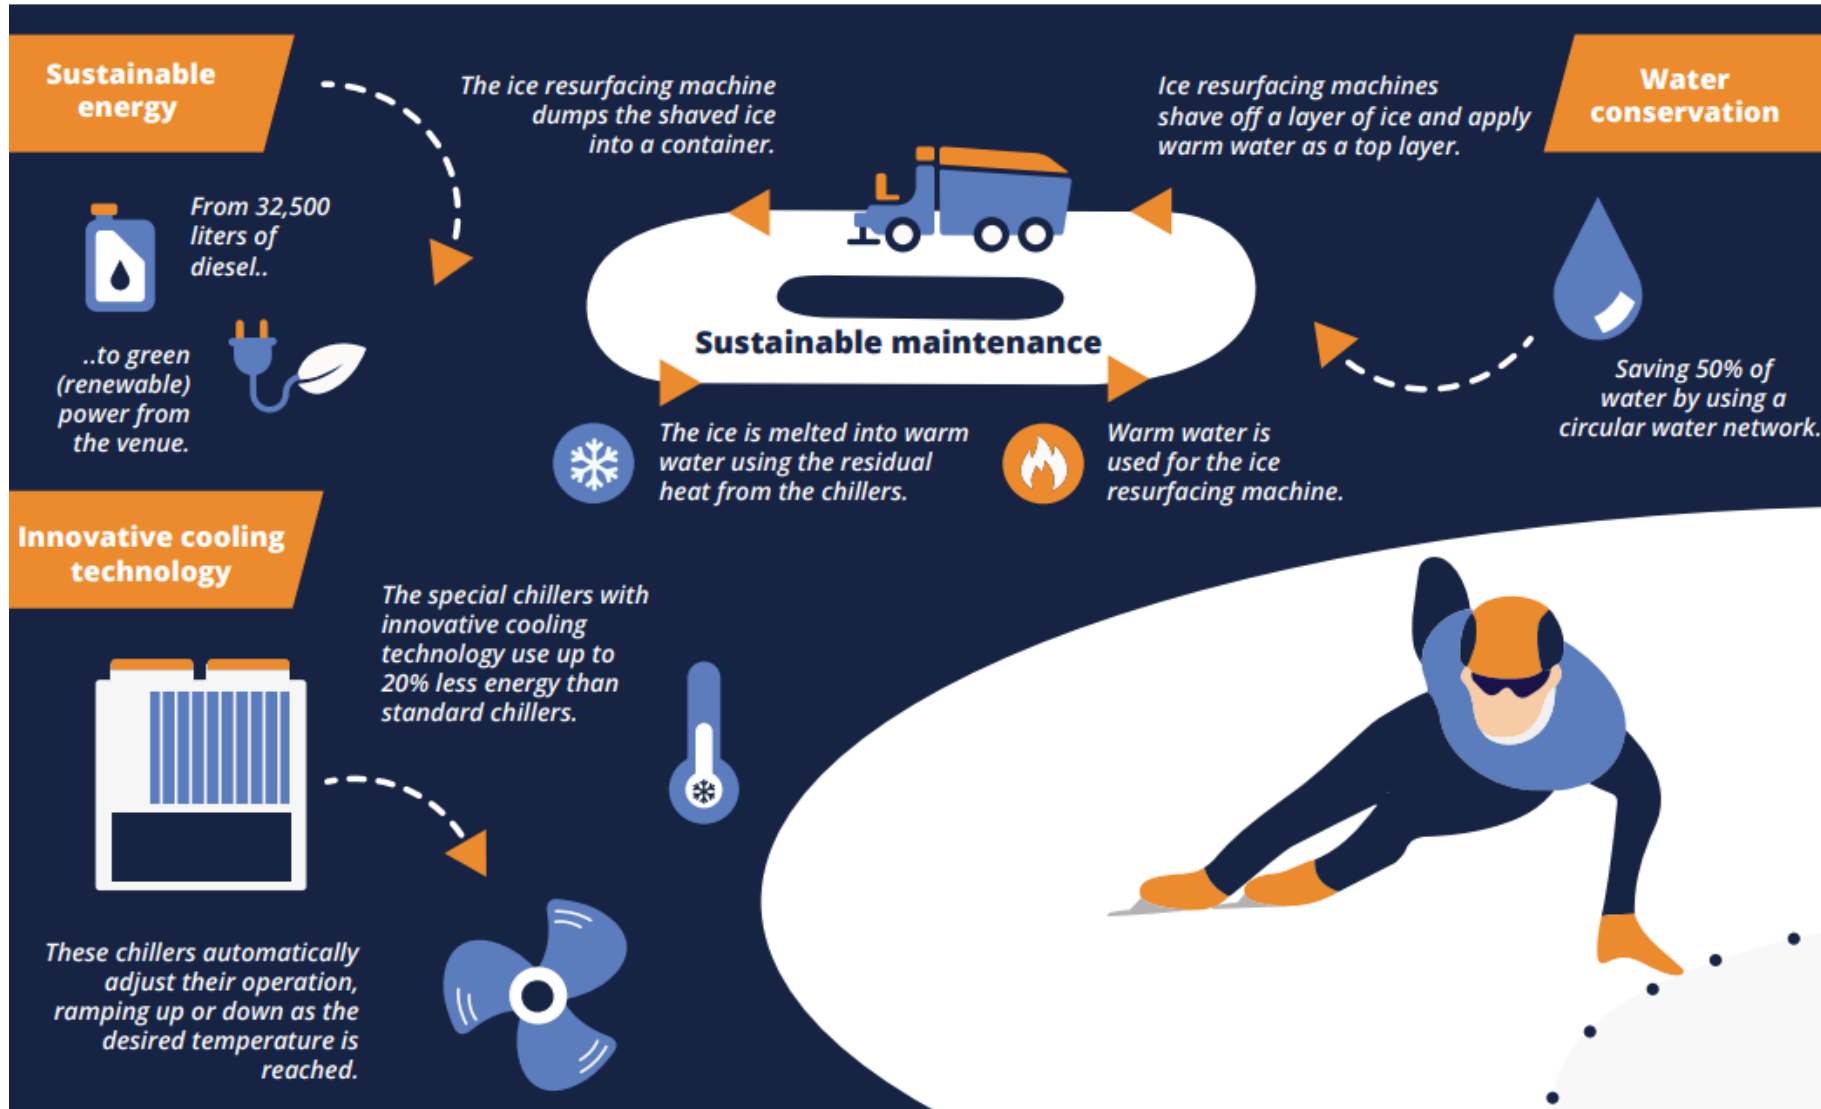 Sustainable
energy
From 32,500
liters of
diesel..
..to green
(renewable)
power from
the venue.
The ice resurfacing machine
dumps the shaved ice
into a container.
Ice resurfacing machines
shave off a layer of ice and apply
warm water as a top layer.
Water
conservation
Saving 50% of
water by using a
circular water network.
Sustainable maintenance
The ice is melted into warm
water using the residual
heat from the chillers.
Warm water is
used for the ice
resurfacing machine.
Innovative cooling
technology
The special chillers with
innovative cooling
technology use up to
20% less energy than
standard chillers.
These chillers automatically
adjust their operation,
ramping up or down as the
desired temperature is
reached.